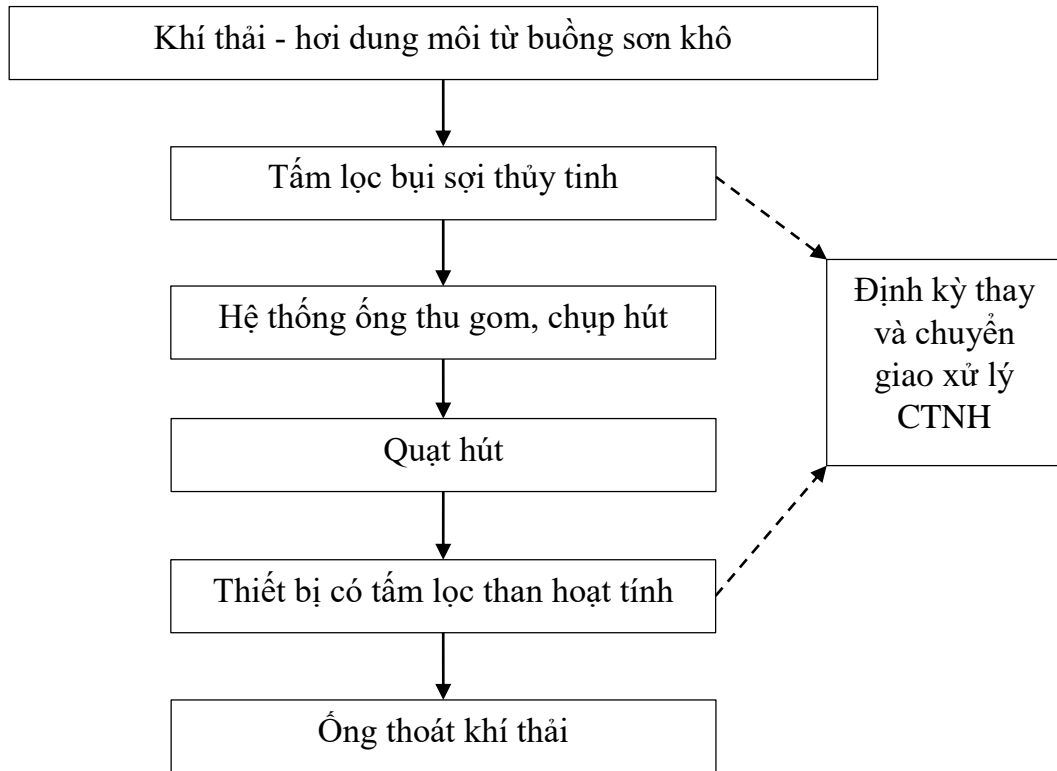 Khí thải - hơi dung môi từ buồng sơn khô
Tấm lọc bụi sợi thủy tinh
Hệ thống ống thu gom, chụp hút
Quạt hút
Thiết bị có tấm lọc than hoạt tính
Ống thoát khí thải
Định kỳ thay
và chuyển
giao xử lý
CTNH